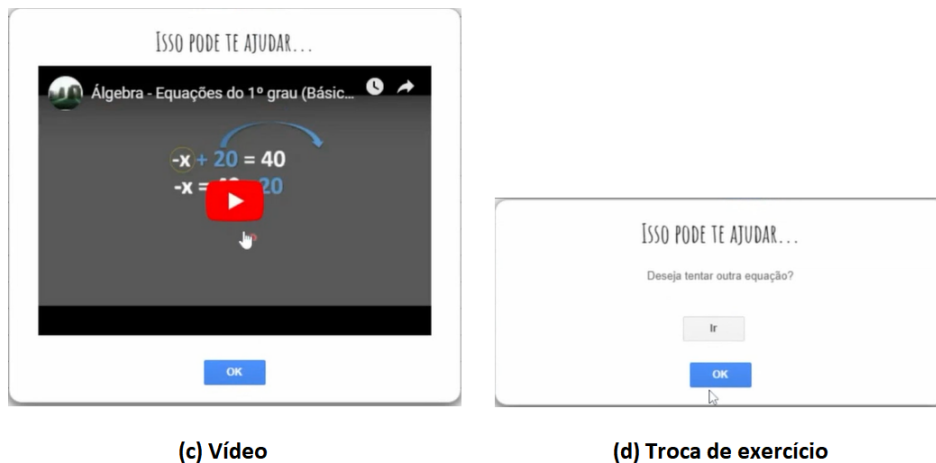 ISSO PODE TE AJUDAR...
Álgebra - Equações do 1º grau (Básic...
-x + 20 = 40
-x = 20
OK
(c) Vídeo
ISSO PODE TE AJUDAR...
Deseja tentar outra equação?
Ir
OK
(d) Troca de exercício